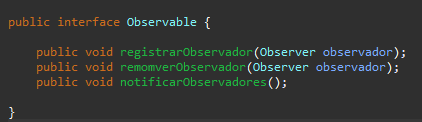 public interface Observable {
public void registrarObservador(Observer observador);
public void remomverObservador(Observer observador);
public void notificarObservadores();
}